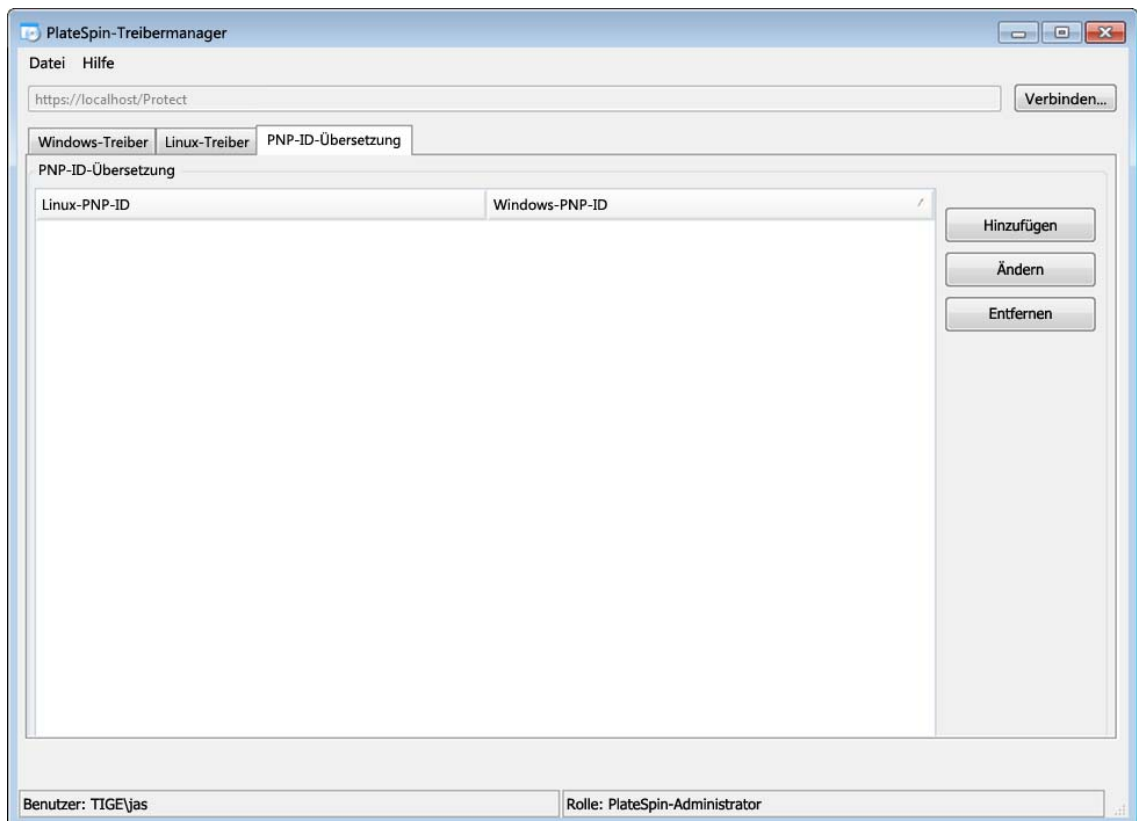 PlateSpin-Treibermanager
Datei Hilfe
https://localhost/Protect Verbinden...
Windows-Treiber Linux-Treiber PNP-ID-Übersetzung
PNP-ID-Übersetzung
Linux-PNP-ID Windows-PNP-ID
Hinzufügen
Ändern
Entfernen
Benutzer: TIGE\jas Rolle: PlateSpin-Administrator